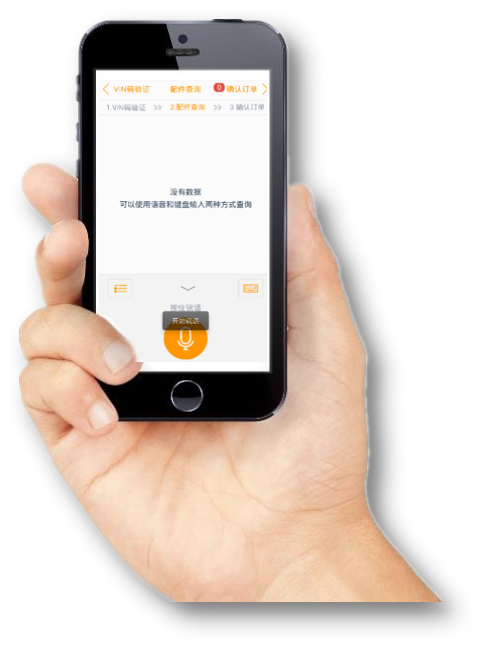 VIN码验证 配件查询 0 确认订单
1.VIN码验证 >> 2.配件查询 >> 3.确认订单
没有数据
可以使用语音和键盘输入两种方式查询
按住说话
开始说话